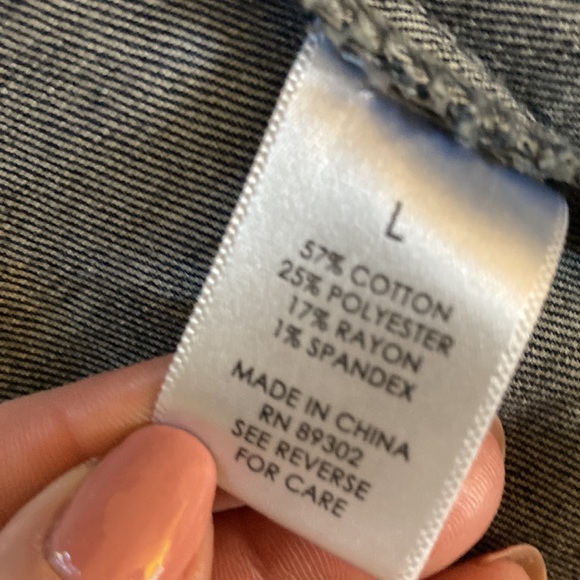 L
57% COTTON
25% POLYESTER
17% RAYON
1% SPANDEX
MADE IN CHINA
RN 89302
SEE REVERSE
FOR CARE